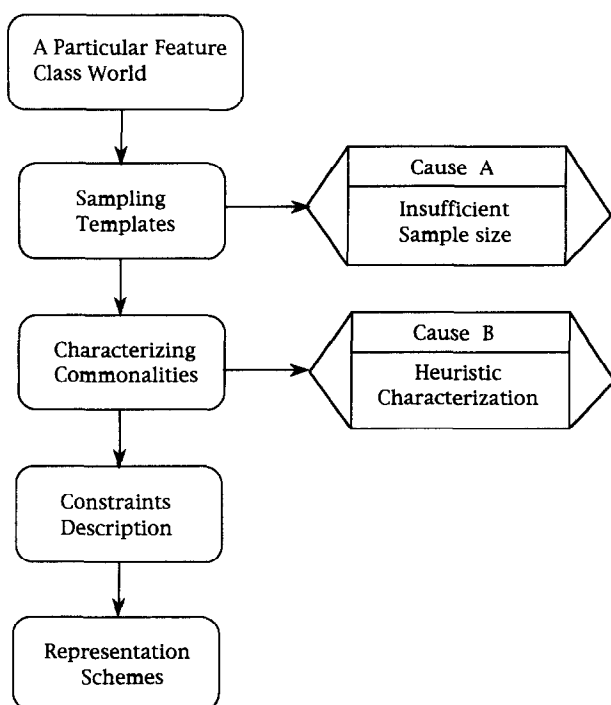 A Particular Feature
Class World
Sampling
Templates
Cause A
Insufficient
Sample size
Characterizing
Commonalities
Cause B
Heuristic
Characterization
Constraints
Description
Representation
Schemes